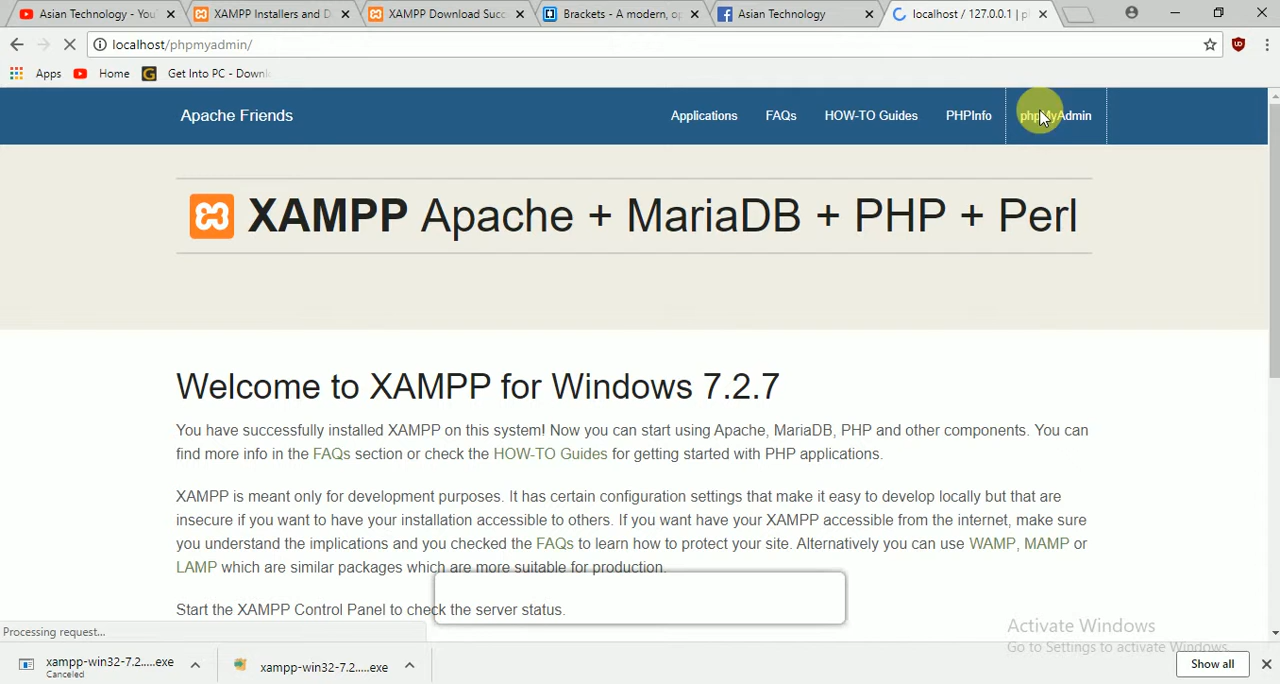 Asian Technology - You
XAMPP Installers and D
XAMPP Download Succ
Brackets - A modern, op
Asian Technology
localhost / 127.0.0.1 | p
localhost/phpmyadmin/
Apps
Home
Get Into PC - Downl
Apache Friends
Applications
FAQs
HOW-TO Guides
PHPInfo
phpMyAdmin
XAMPP Apache + MariaDB + PHP + Perl
Welcome to XAMPP for Windows 7.2.7
You have successfully installed XAMPP on this system! Now you can start using Apache, MariaDB, PHP and other components. You can
find more info in the FAQs section or check the HOW-TO Guides for getting started with PHP applications.
XAMPP is meant only for development purposes. It has certain configuration settings that make it easy to develop locally but that are
insecure if you want to have your installation accessible to others. If you want have your XAMPP accessible from the internet, make sure
you understand the implications and you checked the FAQs to learn how to protect your site. Alternatively you can use WAMP, MAMP or
LAMP which are similar packages which are more suitable for production.
Start the XAMPP Control Panel to check the server status.
Activate Windows
Go to Settings to activate Windows.
Processing request...
xampp-win32-7.2.....exe
Canceled
xampp-win32-7.2.....exe
Show all